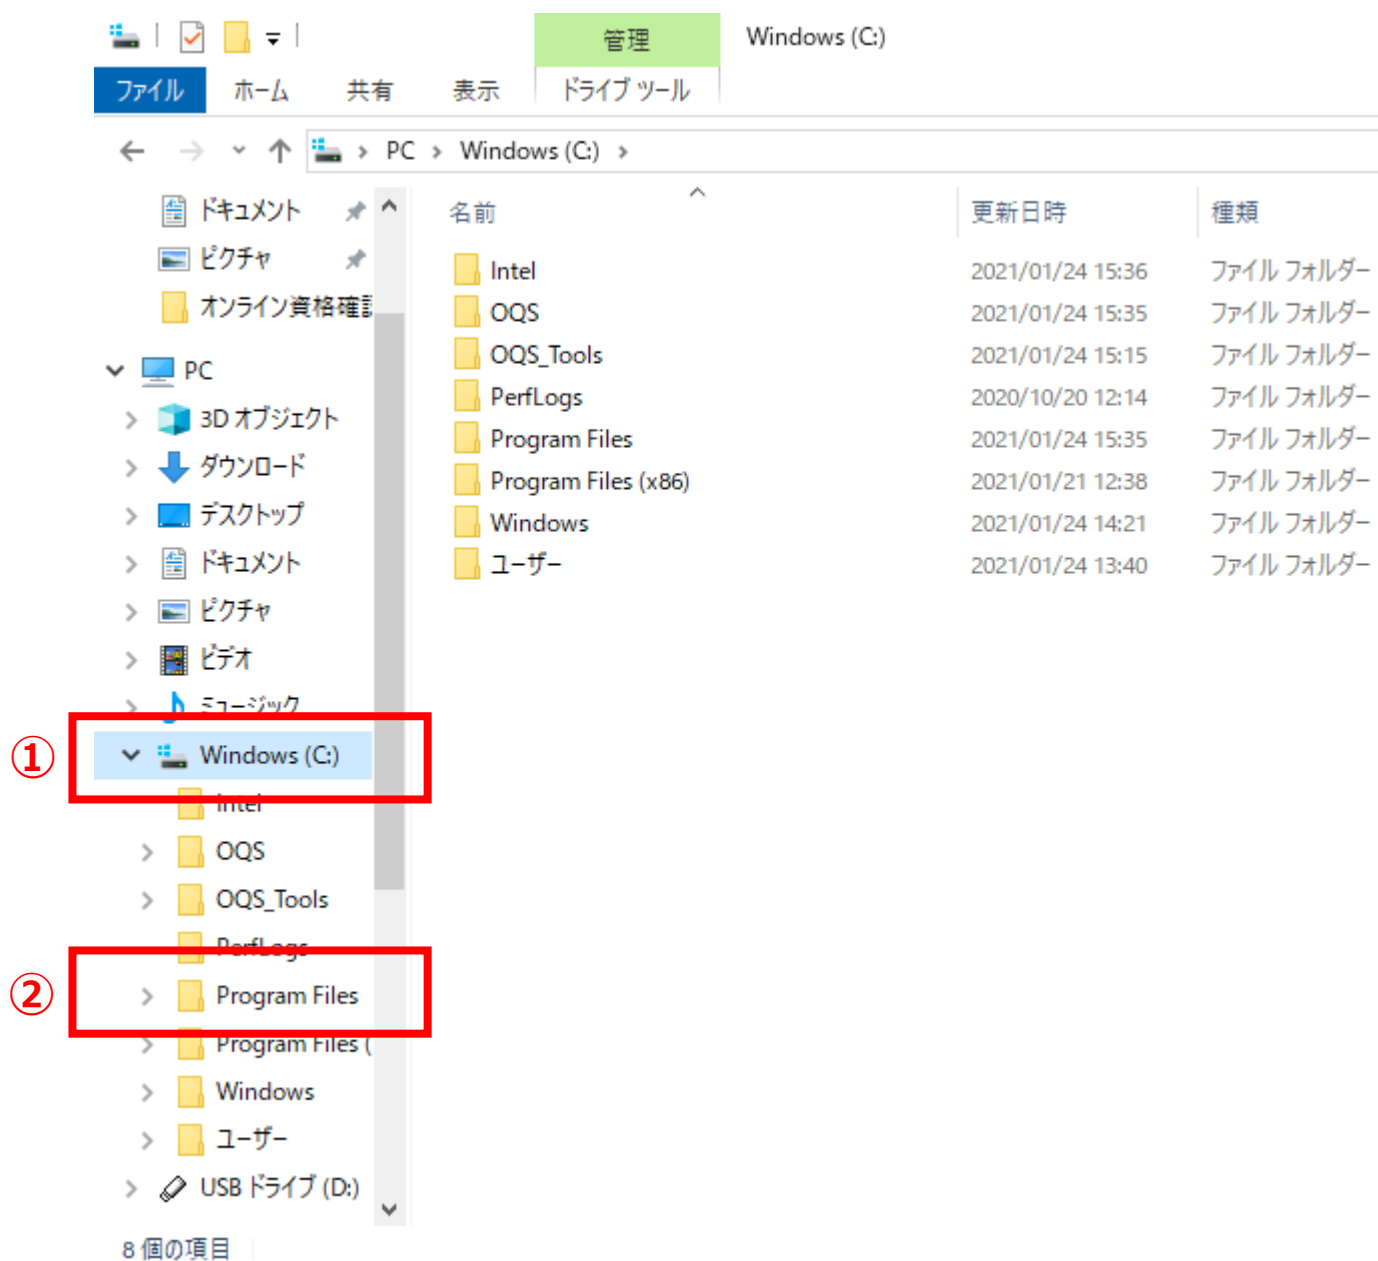 管理 Windows (C:)
ファイル ホーム 共有 表示 ドライブ ツール
PC Windows (C:)
名前 更新日時 種類
ドキュメント
ピクチャ
オンライン資格確認
PC
3D オブジェクト
ダウンロード
デスクトップ
ドキュメント
ピクチャ
ビデオ
ミュージック
① Windows (C:)
Intel
OQS
OQS_Tools
PerfLogs
② Program Files
Program Files (
Windows
ユーザー
USB ドライブ (D:)
Intel 2021/01/24 15:36 ファイル フォルダー
OQS 2021/01/24 15:35 ファイル フォルダー
OQS_Tools 2021/01/24 15:15 ファイル フォルダー
PerfLogs 2020/10/20 12:14 ファイル フォルダー
Program Files 2021/01/24 15:35 ファイル フォルダー
Program Files (x86) 2021/01/21 12:38 ファイル フォルダー
Windows 2021/01/24 14:21 ファイル フォルダー
ユーザー 2021/01/24 13:40 ファイル フォルダー
8 個の項目